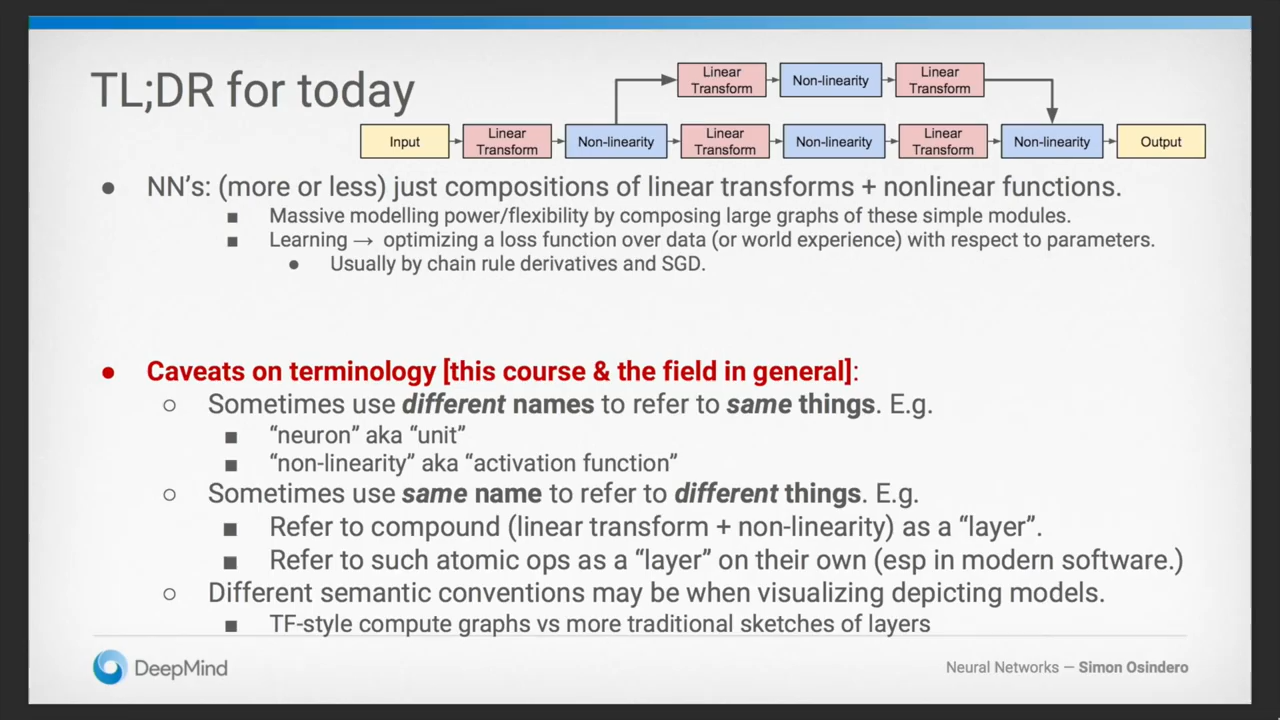 TL;DR for today
Linear Transform
Non-linearity
Linear Transform
Input
Linear Transform
Non-linearity
Linear Transform
Non-linearity
Linear Transform
Non-linearity
Output
● NN’s: (more or less) just compositions of linear transforms + nonlinear functions.
■ Massive modelling power/flexibility by composing large graphs of these simple modules.
■ Learning → optimizing a loss function over data (or world experience) with respect to parameters.
● Usually by chain rule derivatives and SGD.
● Caveats on terminology [this course & the field in general]:
○ Sometimes use different names to refer to same things. E.g.
■ “neuron” aka “unit”
■ “non-linearity” aka “activation function”
○ Sometimes use same name to refer to different things. E.g.
■ Refer to compound (linear transform + non-linearity) as a “layer”.
■ Refer to such atomic ops as a “layer” on their own (esp in modern software.)
○ Different semantic conventions may be when visualizing depicting models.
■ TF-style compute graphs vs more traditional sketches of layers
DeepMind
Neural Networks — Simon Osindero